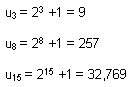 u₃ = 2³ +1 = 9
u₈ = 2⁸ +1 = 257
u₁₅ = 2¹⁵ +1 = 32,769